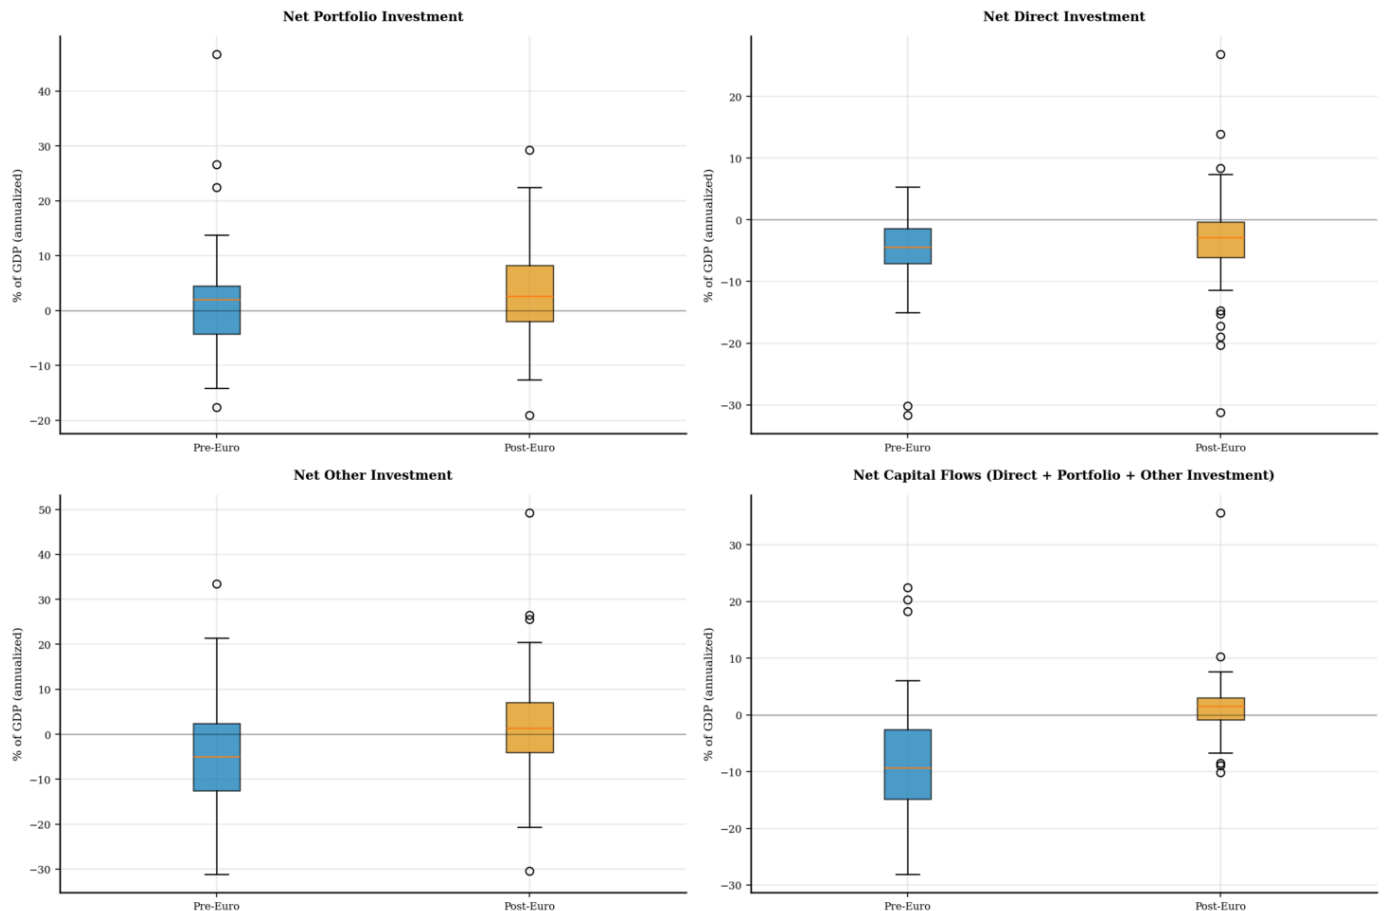 Net Portfolio Investment
% of GDP (annualized)
40
30
20
10
0
−10
−20
Pre-Euro Post-Euro
Net Direct Investment
% of GDP (annualized)
20
10
0
−10
−20
−30
Pre-Euro Post-Euro
Net Other Investment
% of GDP (annualized)
50
40
30
20
10
0
−10
−20
−30
Pre-Euro Post-Euro
Net Capital Flows (Direct + Portfolio + Other Investment)
% of GDP (annualized)
30
20
10
0
−10
−20
−30
Pre-Euro Post-Euro